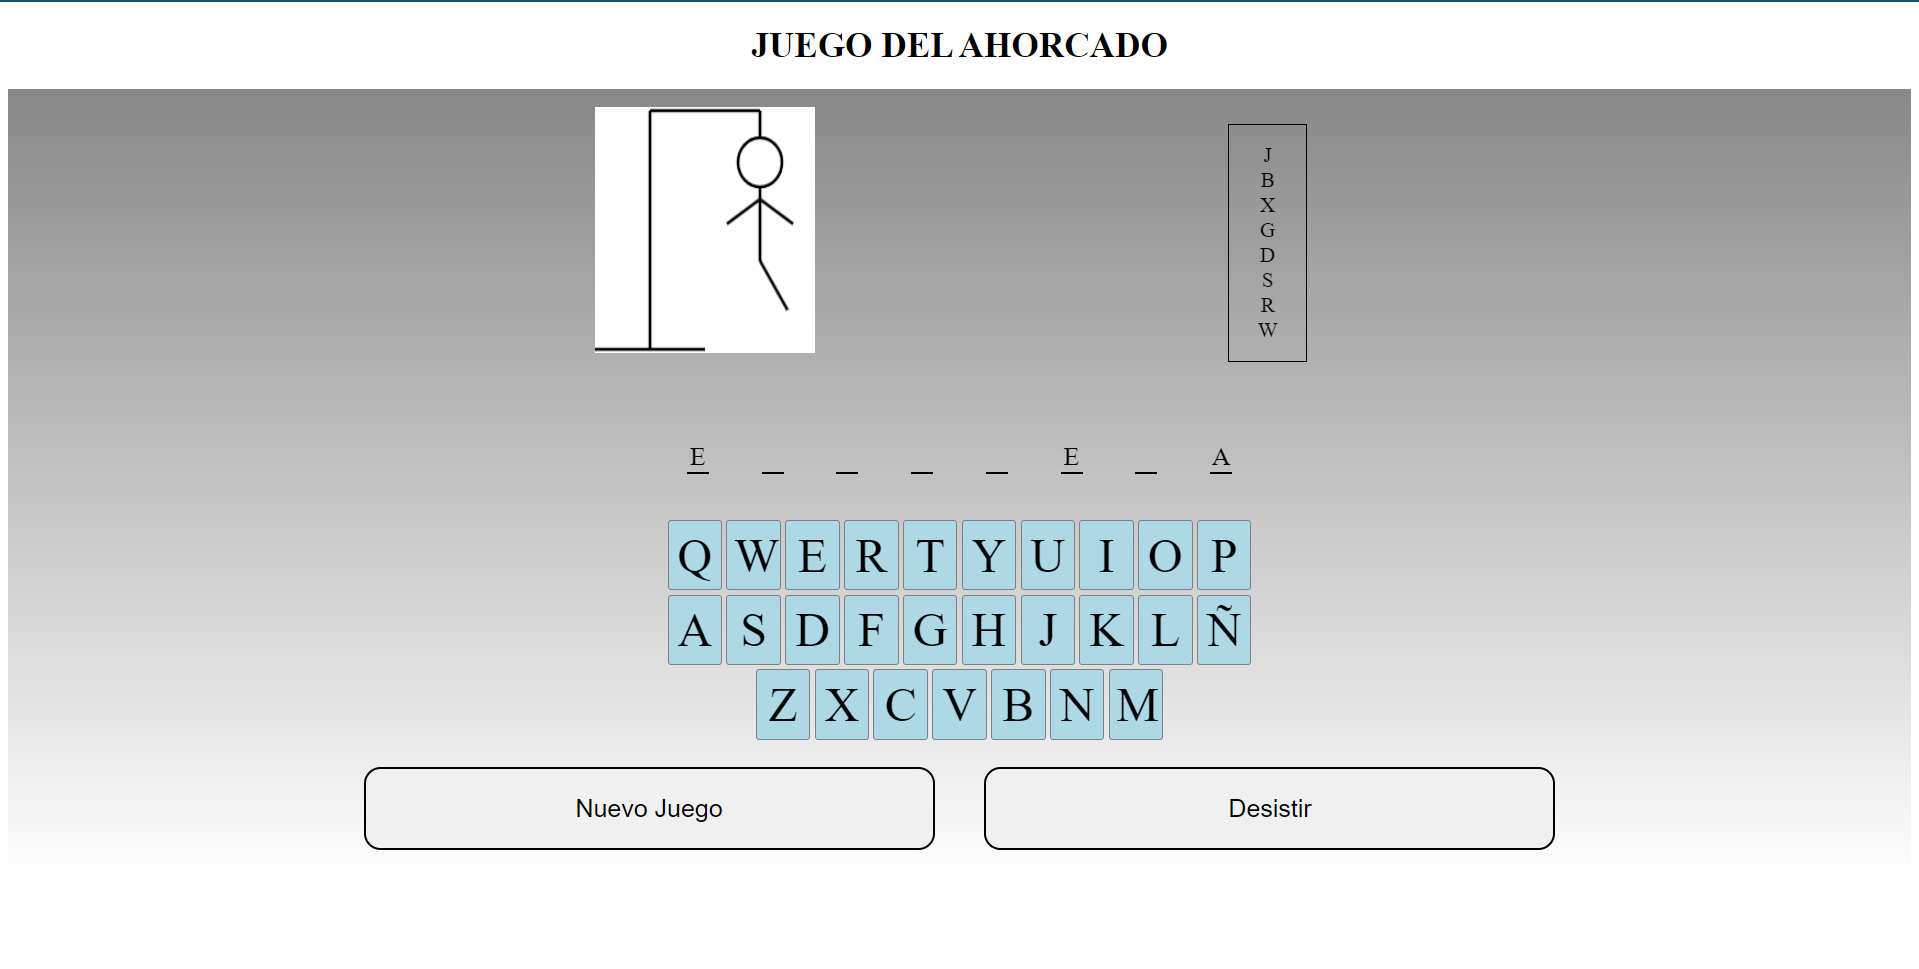 JUEGO DEL AHORCADO
J
B
X
G
D
S
R
W
E _ _ _ _ E _ A
Q W E R T Y U I O P
A S D F G H J K L Ñ
Z X C V B N M
Nuevo Juego Desistir